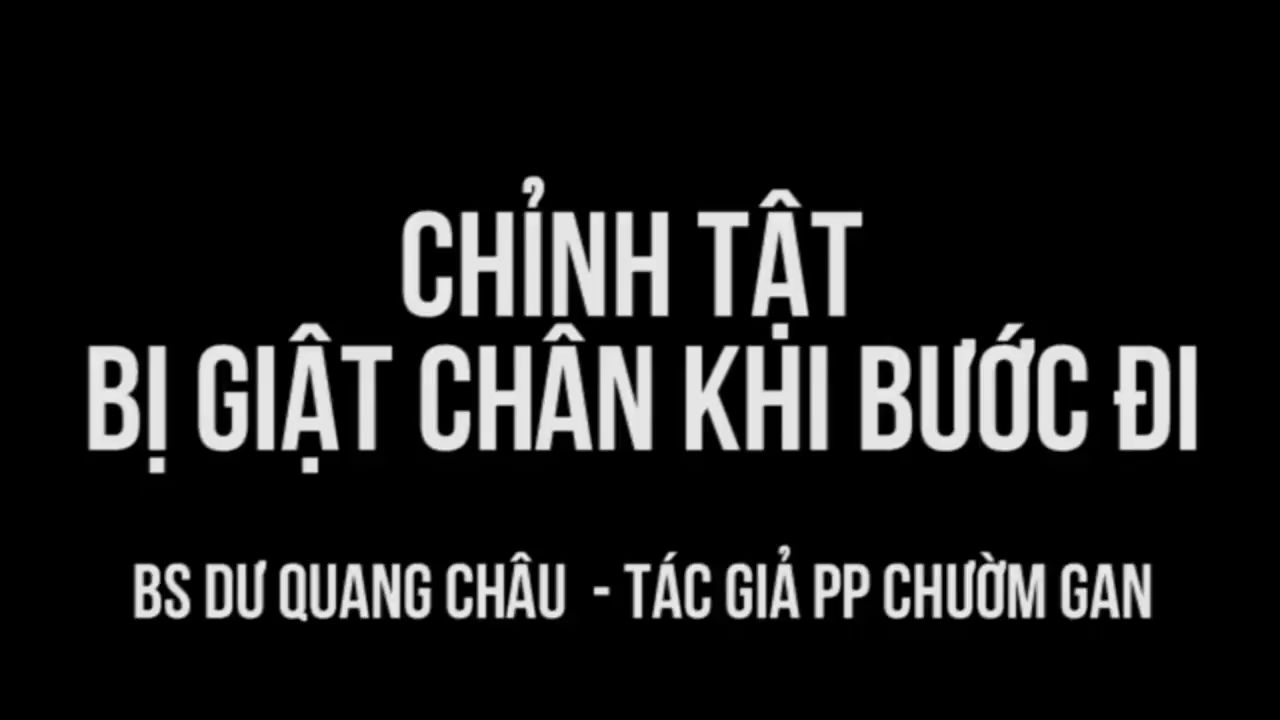 CHỈNH TẬT
BỊ GIẬT CHÂN KHI BƯỚC ĐI
BS DƯ QUANG CHÂU - TÁC GIẢ PP CHƯỜM GAN